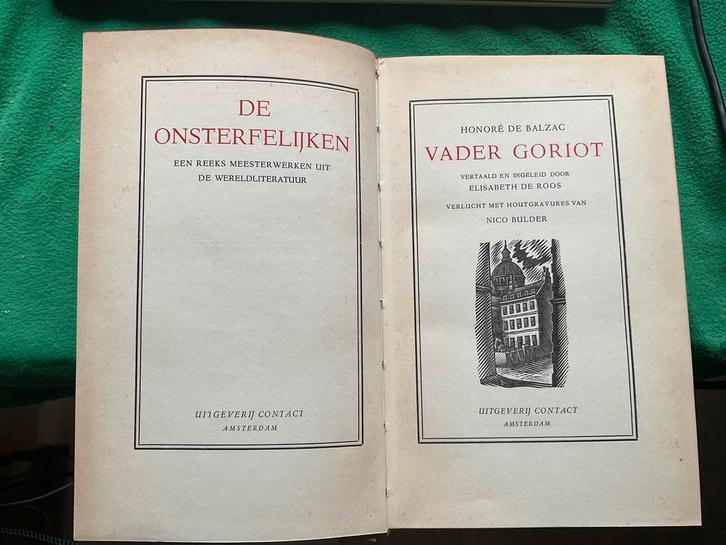 DE
ONSTERFELIJKEN
EEN REEKS MEESTERWERKEN UIT
DE WERELDLITERATUUR
UITGEVERIJ CONTACT
AMSTERDAM
HONORÉ DE BALZAC
VADER GORIOT
VERTAALD EN INGELEID DOOR
ELISABETH DE ROOS
VERLUCHT MET HOUTGRAVURES VAN
NICO BULDER
UITGEVERIJ CONTACT
AMSTERDAM